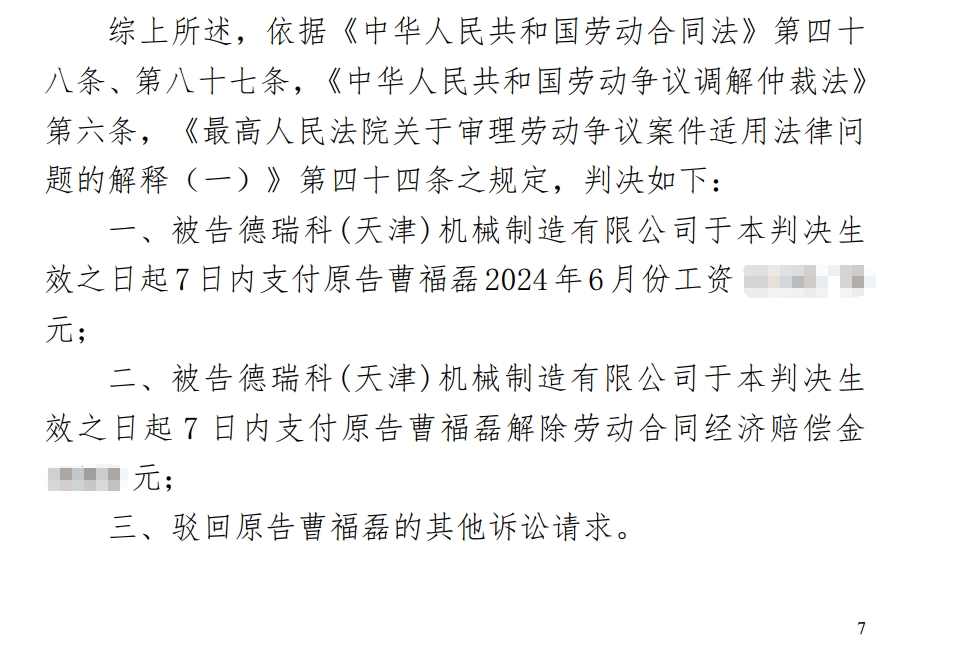 综上所述，依据《中华人民共和国劳动合同法》第四十
八条、第八十七条，《中华人民共和国劳动争议调解仲裁法》
第六条，《最高人民法院关于审理劳动争议案件适用法律问
题的解释（一）》第四十四条之规定，判决如下：
一、被告德瑞科(天津)机械制造有限公司于本判决生
效之日起7日内支付原告曹福磊2024年6月份工资
元；
二、被告德瑞科(天津)机械制造有限公司于本判决生
效之日起7日内支付原告曹福磊解除劳动合同经济赔偿金
元；
三、驳回原告曹福磊的其他诉讼请求。
7